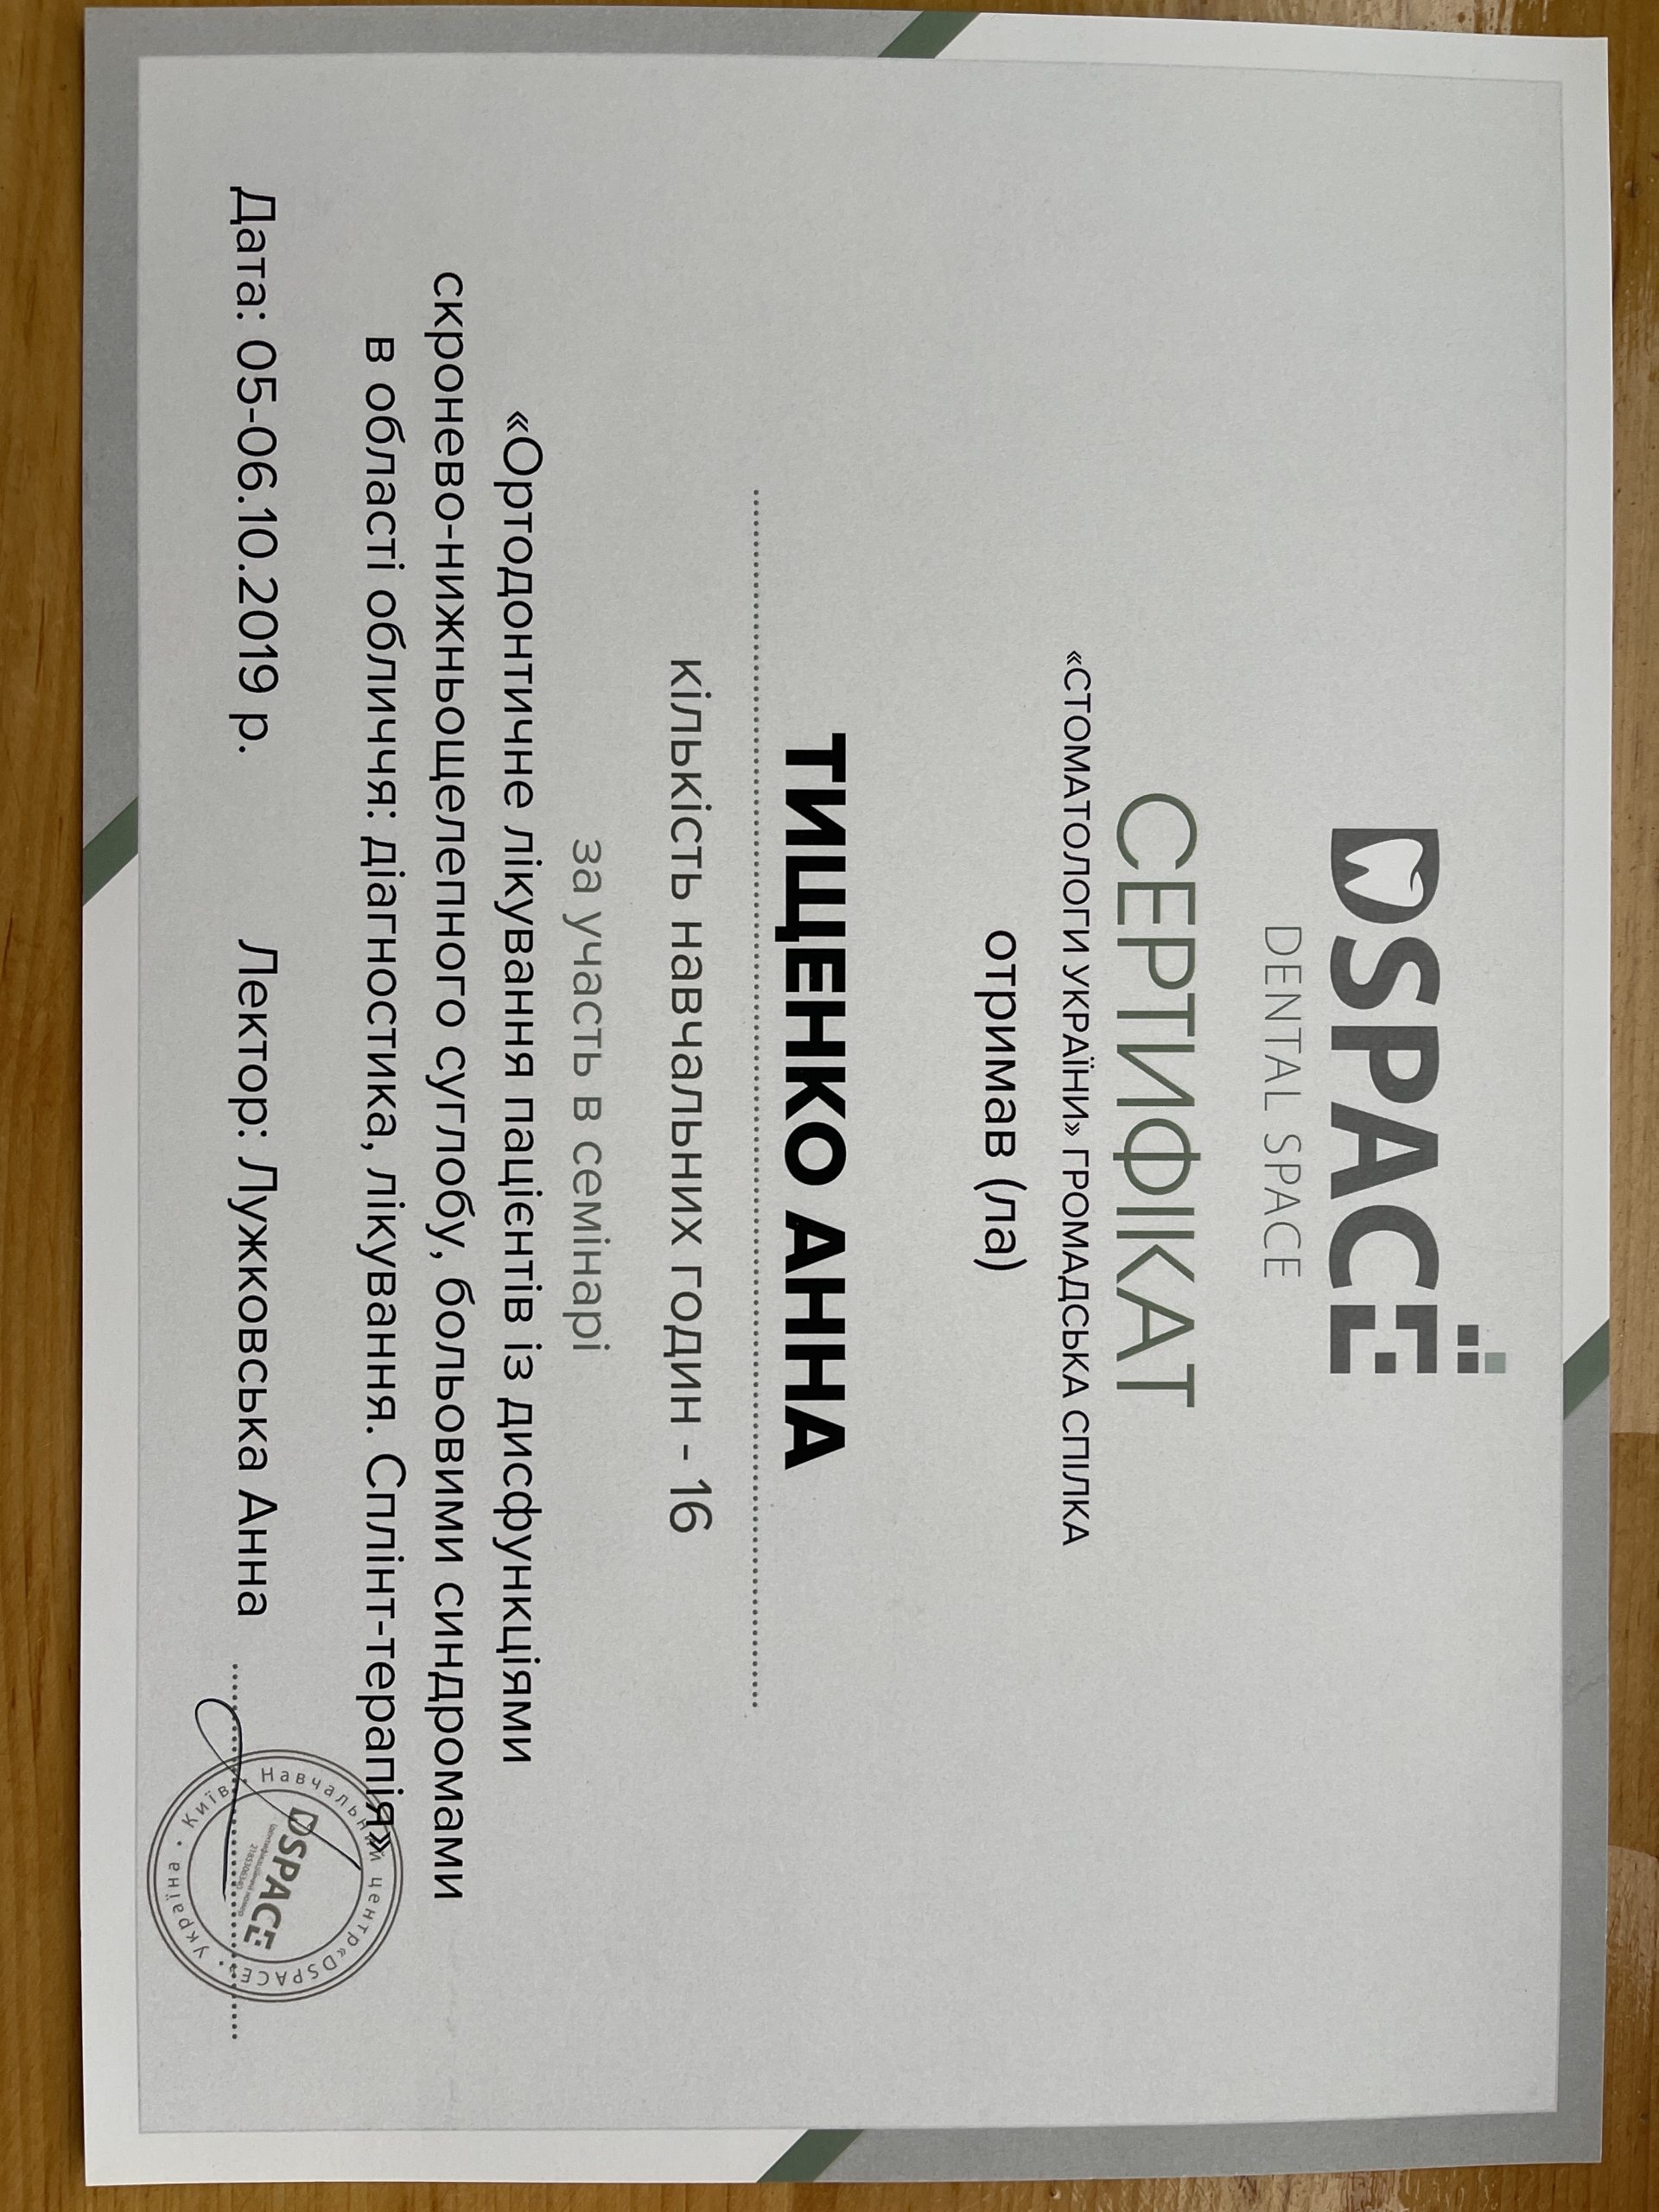 DSPACE
DENTAL SPACE
СЕРТИФІКАТ
«СТОМАТОЛОГИ УКРАЇНИ» ГРОМАДСЬКА СПІЛКА
отримав (ла)
ТИЩЕНКО АННА
кількість навчальних годин - 16
за участь в семінарі
«Ортодонтичне лікування пацієнтів із дисфункціями
скронево-нижньощелепного суглобу, больовими синдромами
в області обличчя: діагностика, лікування. Сплінт-терапія»
Дата: 05-06.10.2019 р. Лектор: Лужковська Анна
Навчальний центр «DSPACE» • Україна • Київ •
DSPACE
Ідентифікаційний номер